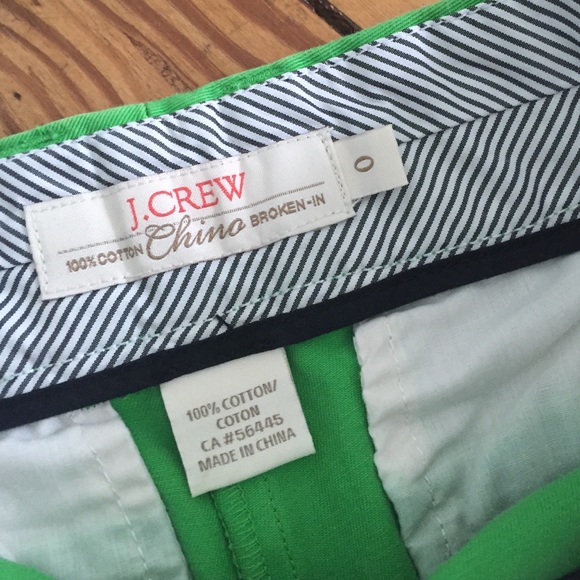 J.CREW
100% COTTON Chino BROKEN-IN
0
100% COTTON/
COTON
CA #56445
MADE IN CHINA